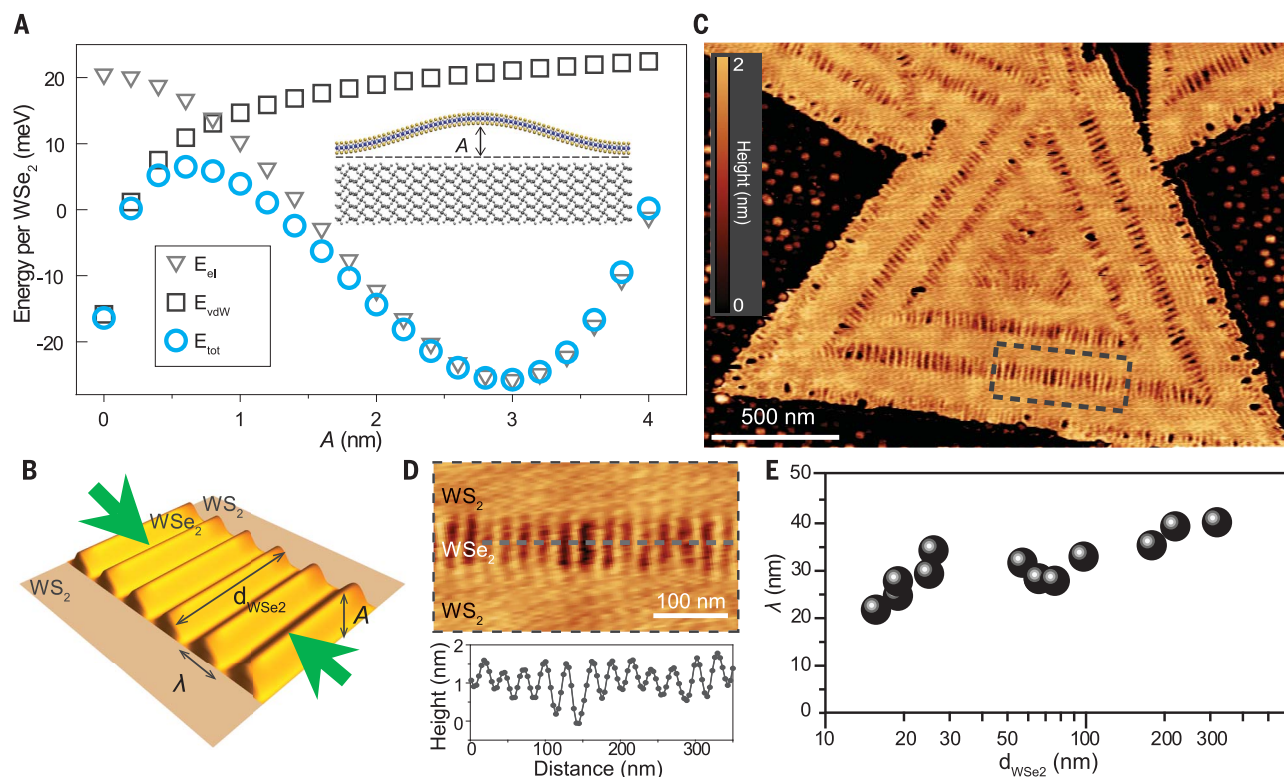 A
Energy per WSe2 (meV)
20
10
0
-10
-20
A
Eel
EvdW
Etot
0
1
2
3
4
A (nm)
C
2
Height (nm)
0
500 nm
B
WS2
WSe2
WS2
dWSe2
A
λ
D
WS2
WSe2
WS2
100 nm
Height (nm)
2
1
0
0
100
200
300
Distance (nm)
E
λ (nm)
50
40
30
20
10
0
10
20
30
50
100
200
300
dWSe2 (nm)